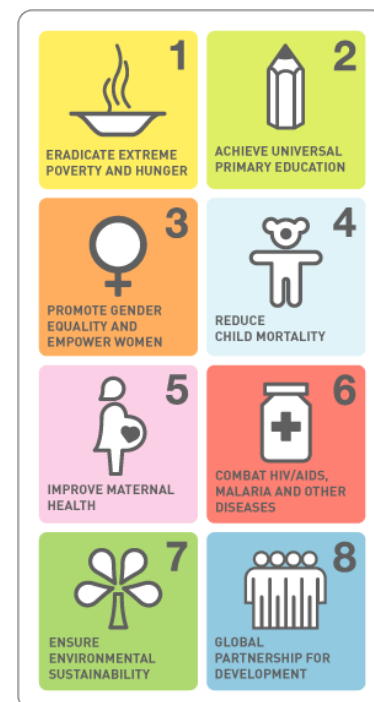 1
ERADICATE EXTREME
POVERTY AND HUNGER
2
ACHIEVE UNIVERSAL
PRIMARY EDUCATION
3
PROMOTE GENDER
EQUALITY AND
EMPOWER WOMEN
4
REDUCE
CHILD MORTALITY
5
IMPROVE MATERNAL
HEALTH
6
COMBAT HIV/AIDS,
MALARIA AND OTHER
DISEASES
7
ENSURE
ENVIRONMENTAL
SUSTAINABILITY
8
GLOBAL
PARTNERSHIP FOR
DEVELOPMENT